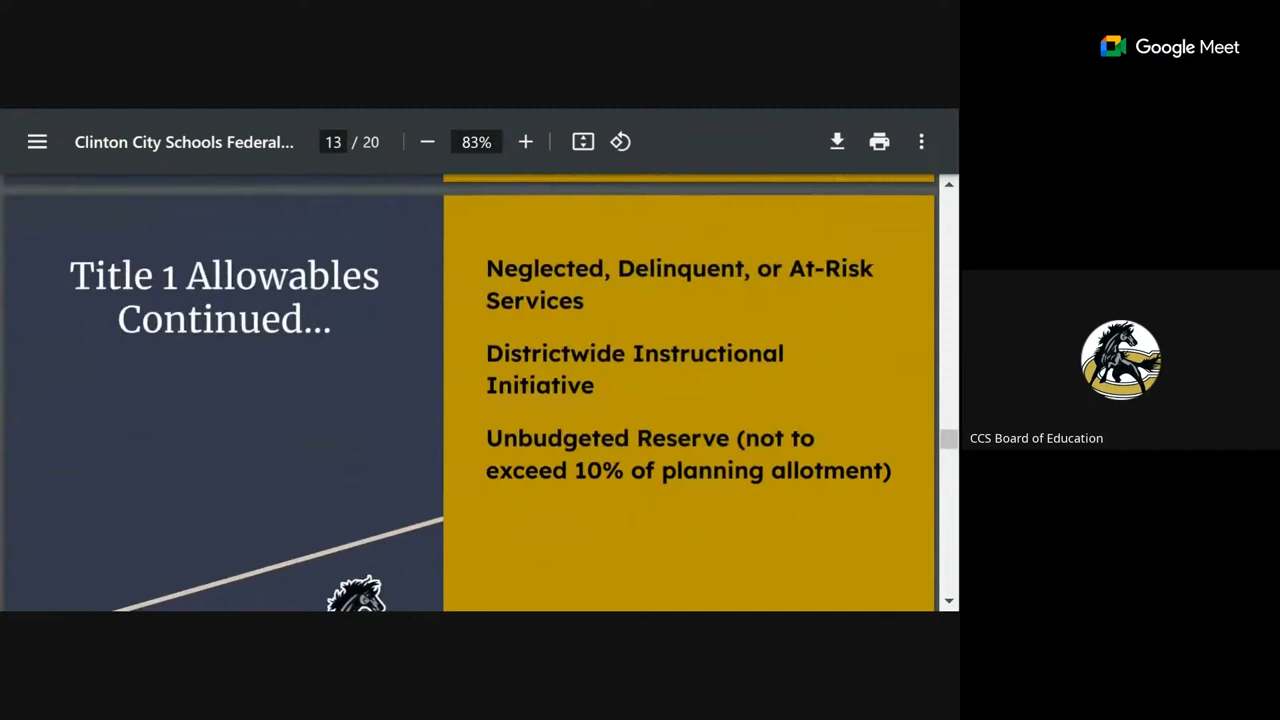 Google Meet
Clinton City Schools Federal... 13 / 20 83%
Title 1 Allowables
Continued...
Neglected, Delinquent, or At-Risk
Services
Districtwide Instructional
Initiative
Unbudgeted Reserve (not to
exceed 10% of planning allotment)
CCS Board of Education